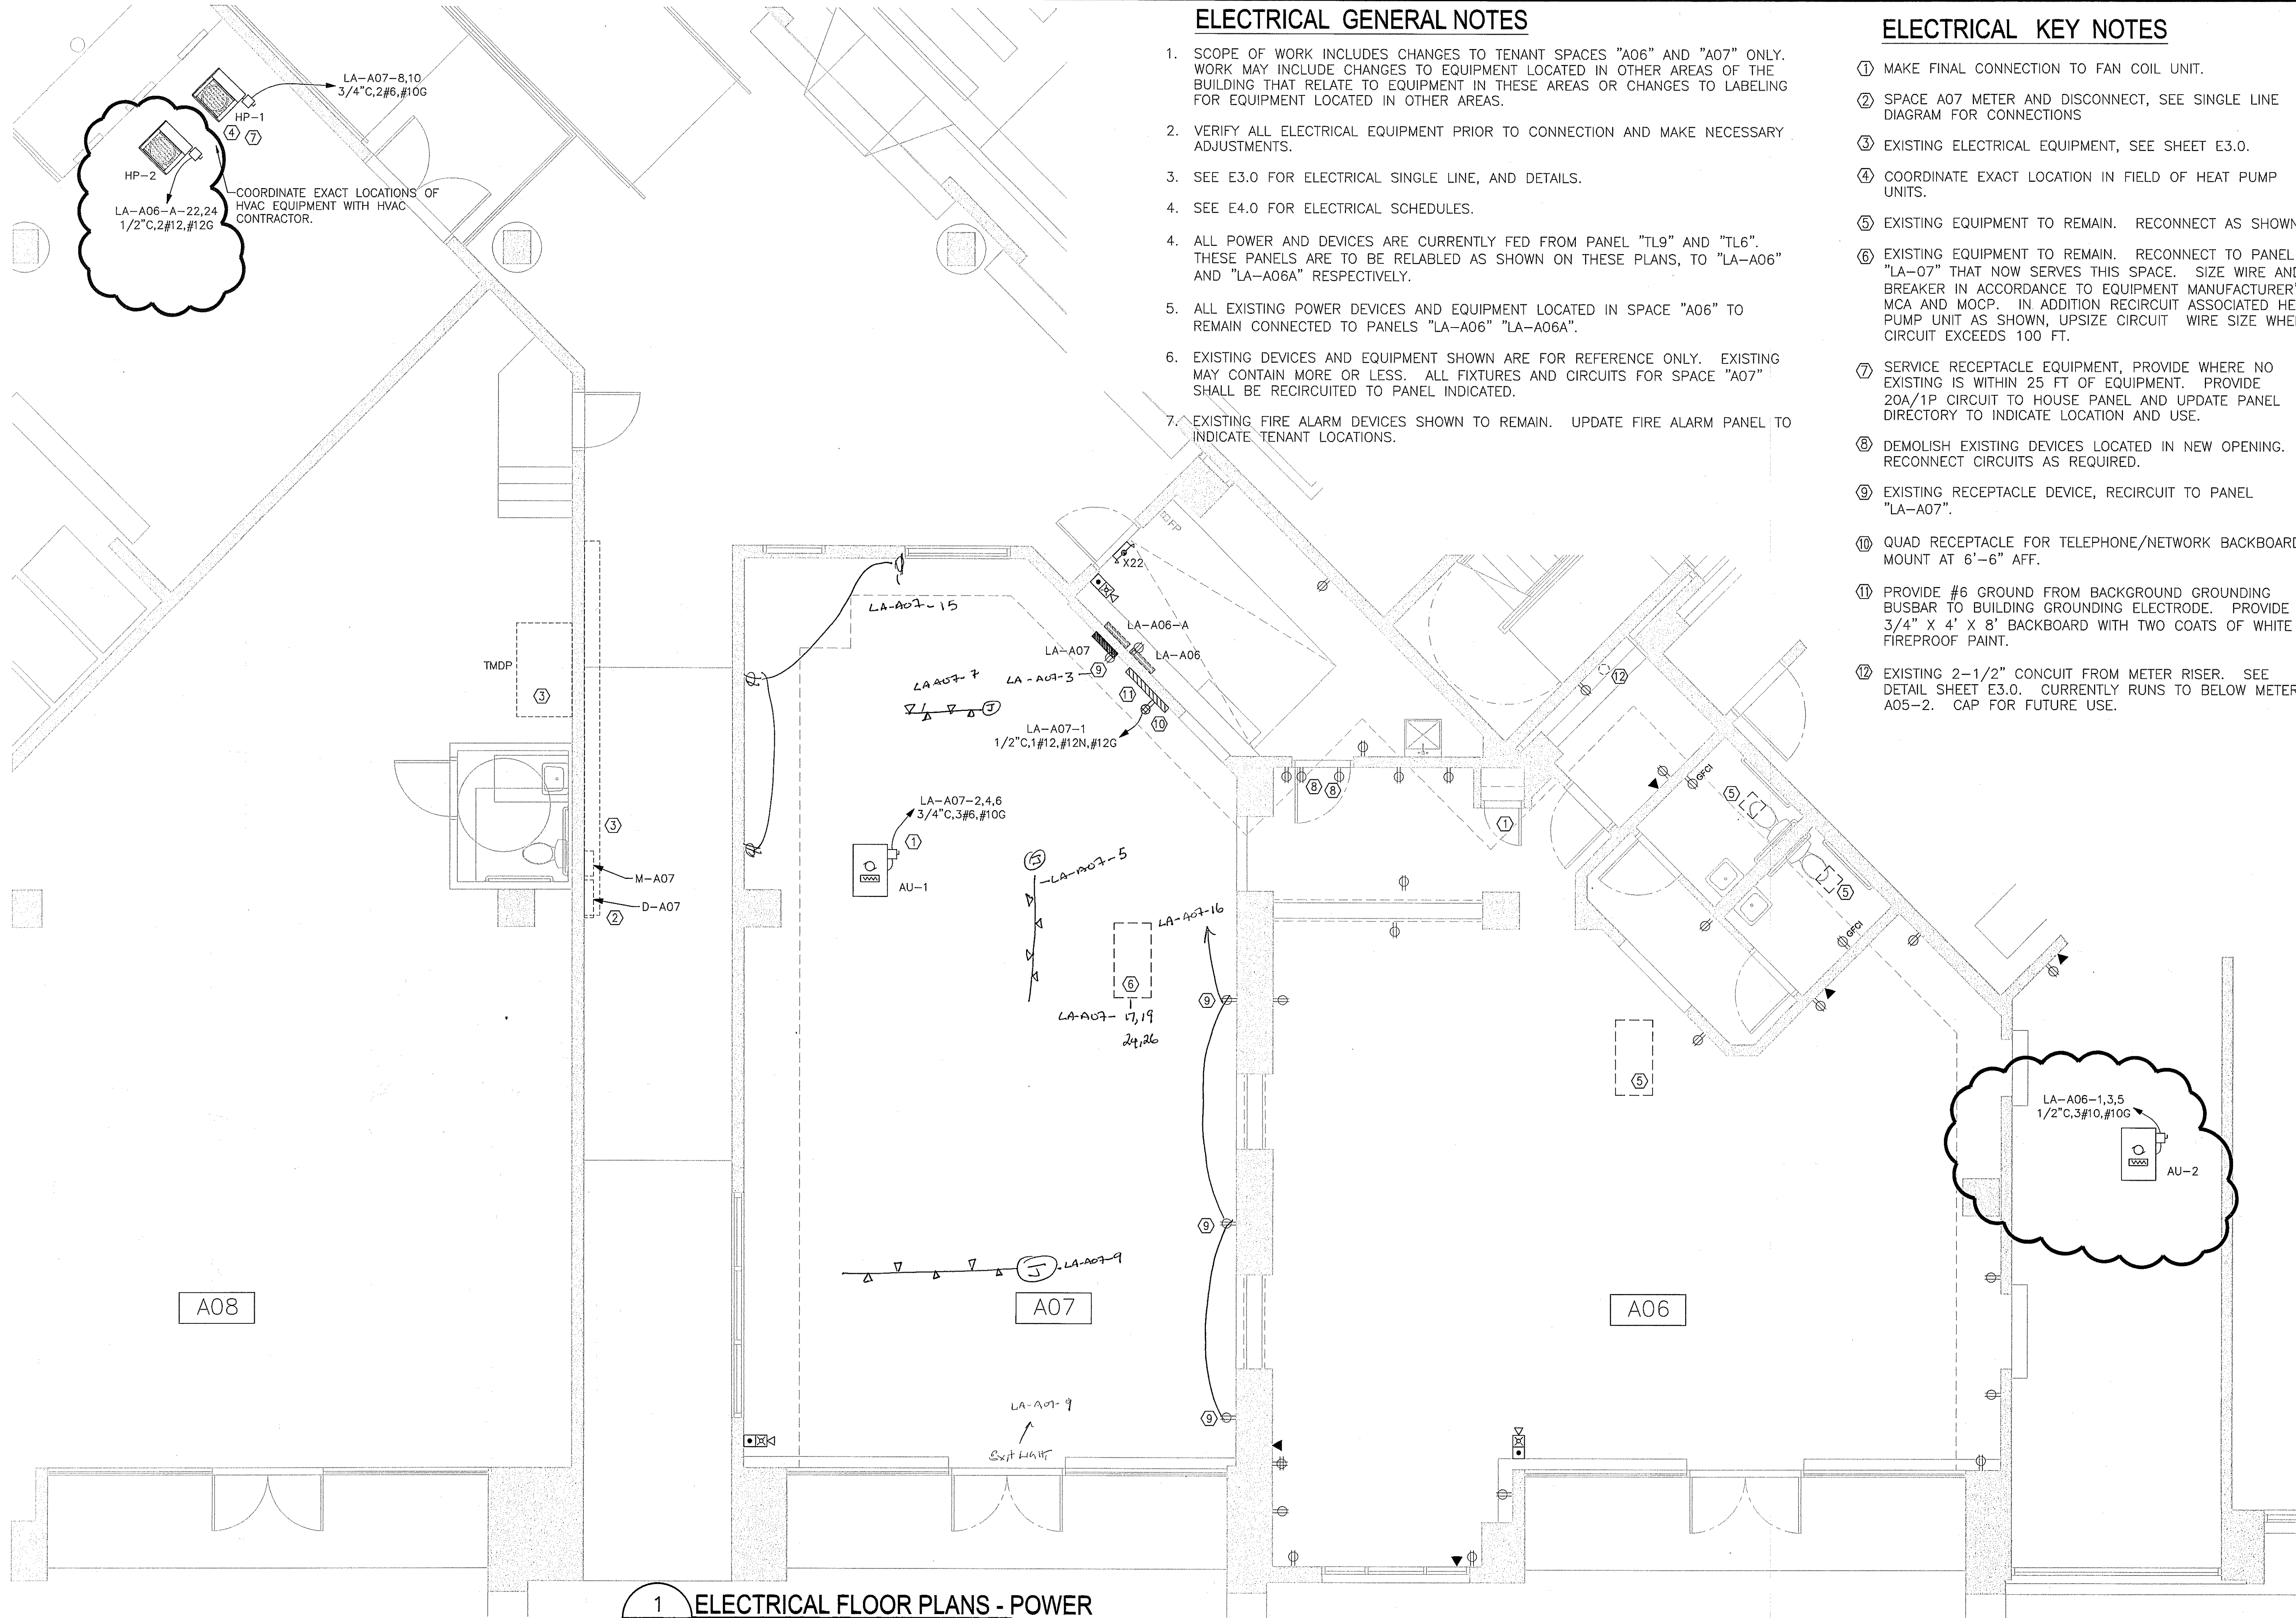 ELECTRICAL GENERAL NOTES
1. SCOPE OF WORK INCLUDES CHANGES TO TENANT SPACES "A06" AND "A07" ONLY.
WORK MAY INCLUDE CHANGES TO EQUIPMENT LOCATED IN OTHER AREAS OF THE
BUILDING THAT RELATE TO EQUIPMENT IN THESE AREAS OR CHANGES TO LABELING
FOR EQUIPMENT LOCATED IN OTHER AREAS.
2. VERIFY ALL ELECTRICAL EQUIPMENT PRIOR TO CONNECTION AND MAKE NECESSARY
ADJUSTMENTS.
3. SEE E3.0 FOR ELECTRICAL SINGLE LINE, AND DETAILS.
4. SEE E4.0 FOR ELECTRICAL SCHEDULES.
4. ALL POWER AND DEVICES ARE CURRENTLY FED FROM PANEL "TL9" AND "TL6".
THESE PANELS ARE TO BE RELABLED AS SHOWN ON THESE PLANS, TO "LA-A06"
AND "LA-A06A" RESPECTIVELY.
5. ALL EXISTING POWER DEVICES AND EQUIPMENT LOCATED IN SPACE "A06" TO
REMAIN CONNECTED TO PANELS "LA-A06" "LA-A06A".
6. EXISTING DEVICES AND EQUIPMENT SHOWN ARE FOR REFERENCE ONLY. EXISTING
MAY CONTAIN MORE OR LESS. ALL FIXTURES AND CIRCUITS FOR SPACE "A07"
SHALL BE RECIRCUITED TO PANEL INDICATED.
7. EXISTING FIRE ALARM DEVICES SHOWN TO REMAIN. UPDATE FIRE ALARM PANEL TO
INDICATE TENANT LOCATIONS.
ELECTRICAL KEY NOTES
1 MAKE FINAL CONNECTION TO FAN COIL UNIT.
2 SPACE A07 METER AND DISCONNECT, SEE SINGLE LINE
DIAGRAM FOR CONNECTIONS
3 EXISTING ELECTRICAL EQUIPMENT, SEE SHEET E3.0.
4 COORDINATE EXACT LOCATION IN FIELD OF HEAT PUMP
UNITS.
5 EXISTING EQUIPMENT TO REMAIN. RECONNECT AS SHOWN
6 EXISTING EQUIPMENT TO REMAIN. RECONNECT TO PANEL
"LA-07" THAT NOW SERVES THIS SPACE. SIZE WIRE AND
BREAKER IN ACCORDANCE TO EQUIPMENT MANUFACTURER'
MCA AND MOCP. IN ADDITION RECIRCUIT ASSOCIATED HE
PUMP UNIT AS SHOWN, UPSIZE CIRCUIT WIRE SIZE WHE
CIRCUIT EXCEEDS 100 FT.
7 SERVICE RECEPTACLE EQUIPMENT, PROVIDE WHERE NO
EXISTING IS WITHIN 25 FT OF EQUIPMENT. PROVIDE
20A/1P CIRCUIT TO HOUSE PANEL AND UPDATE PANEL
DIRECTORY TO INDICATE LOCATION AND USE.
8 DEMOLISH EXISTING DEVICES LOCATED IN NEW OPENING.
RECONNECT CIRCUITS AS REQUIRED.
9 EXISTING RECEPTACLE DEVICE, RECIRCUIT TO PANEL
"LA-A07".
10 QUAD RECEPTACLE FOR TELEPHONE/NETWORK BACKBOARD
MOUNT AT 6'-6" AFF.
11 PROVIDE #6 GROUND FROM BACKGROUND GROUNDING
BUSBAR TO BUILDING GROUNDING ELECTRODE. PROVIDE
3/4" X 4' X 8' BACKBOARD WITH TWO COATS OF WHITE
FIREPROOF PAINT.
12 EXISTING 2-1/2" CONCUIT FROM METER RISER. SEE
DETAIL SHEET E3.0. CURRENTLY RUNS TO BELOW METER
A05-2. CAP FOR FUTURE USE.
LA-A07-8,10
3/4"C,2#6,#10G
HP-1
4 7
HP-2
COORDINATE EXACT LOCATIONS OF
HVAC EQUIPMENT WITH HVAC
CONTRACTOR.
LA-A06-A-22,24
1/2"C,2#12,#12G
FP
X22
LA-A07-15
LA-A06-A
LA-A07
LA-A06
TMDP
3
9
LA-A07-7
LA-A07-3
J
11
10
12
LA-A07-1
1/2"C,1#12,#12N,#12G
8 8
GFCI
5
LA-A07-2,4,6
3/4"C,3#6,#10G
1
AU-1
3
1
J
LA-A07-5
M-A07
D-A07
2
5
GFCI
LA-A07-16
6
9
LA-A07- 17,19
24,26
5
LA-A06-1,3,5
1/2"C,3#10,#10G
AU-2
9
J
LA-A07-9
A08
A07
A06
LA-A07-9
Exit LIGHT
9
1 ELECTRICAL FLOOR PLANS - POWER